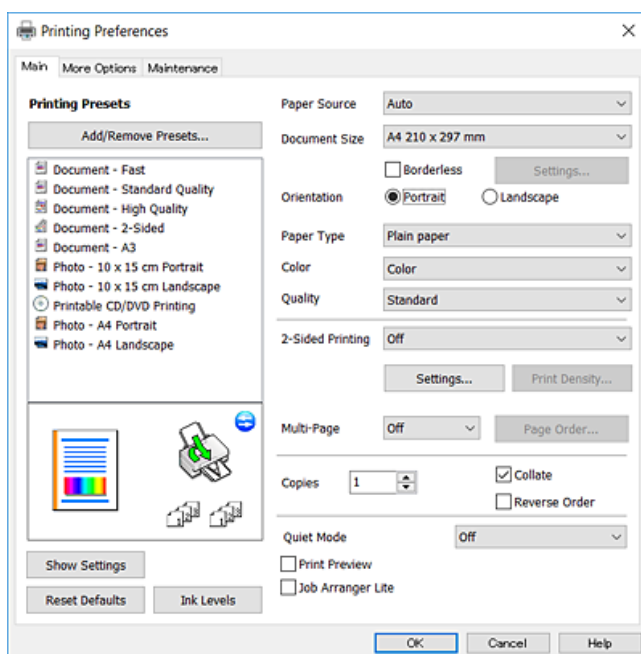 Printing Preferences
Main More Options Maintenance
Printing Presets
Add/Remove Presets...
Document - Fast
Document - Standard Quality
Document - High Quality
Document - 2-Sided
Document - A3
Photo - 10 x 15 cm Portrait
Photo - 10 x 15 cm Landscape
Printable CD/DVD Printing
Photo - A4 Portrait
Photo - A4 Landscape
Show Settings
Reset Defaults Ink Levels
Paper Source Auto
Document Size A4 210 x 297 mm
Borderless Settings...
Orientation Portrait Landscape
Paper Type Plain paper
Color Color
Quality Standard
2-Sided Printing Off
Settings... Print Density...
Multi-Page Off Page Order...
Copies 1 Collate
Reverse Order
Quiet Mode Off
Print Preview
Job Arranger Lite
OK Cancel Help